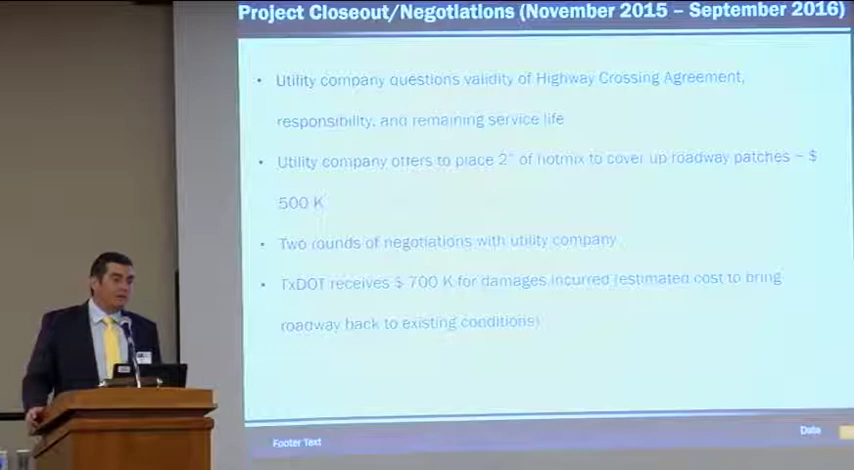 Project Closeout/Negotiations (November 2015 – September 2016)
• Utility company questions validity of Highway Crossing Agreement,
responsibility, and remaining service life
• Utility company offers to place 2" of hotmix to cover up roadway patches ~ $
500 K
• Two rounds of negotiations with utility company
• TxDOT receives $ 700 K for damages incurred (estimated cost to bring
roadway back to existing conditions)
Footer Text
Date